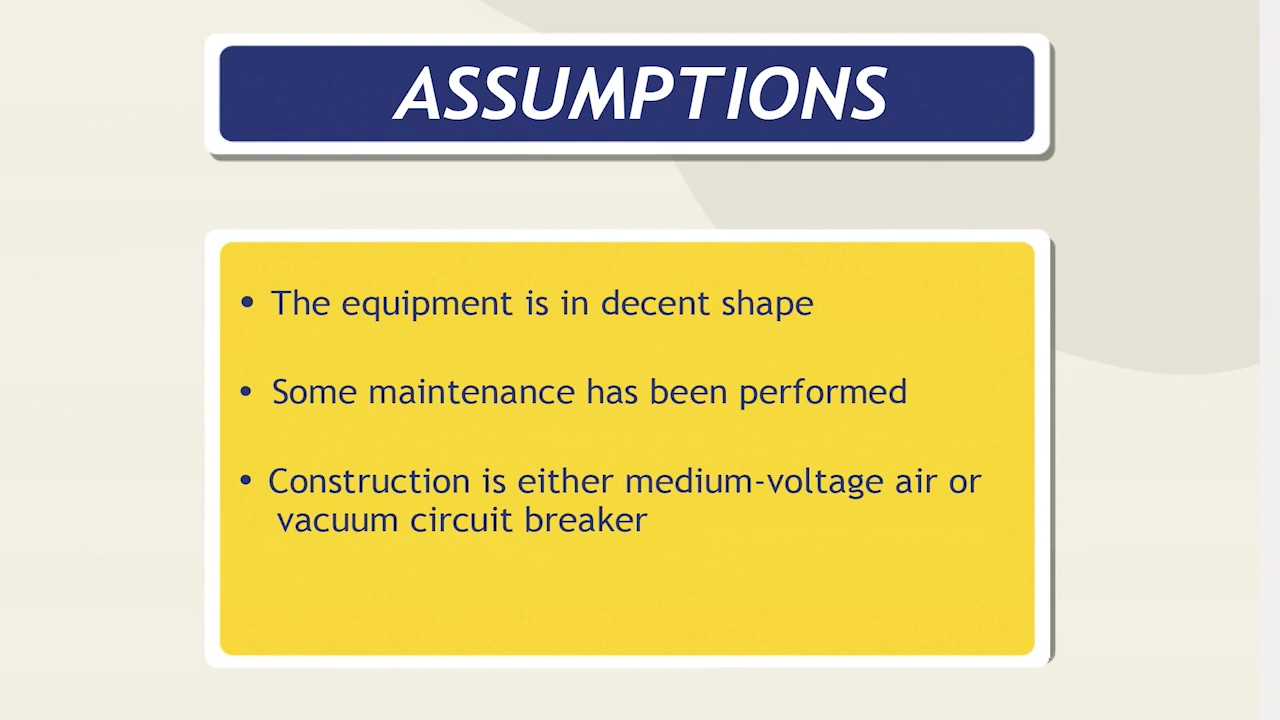 ASSUMPTIONS
• The equipment is in decent shape
• Some maintenance has been performed
• Construction is either medium-voltage air or
vacuum circuit breaker